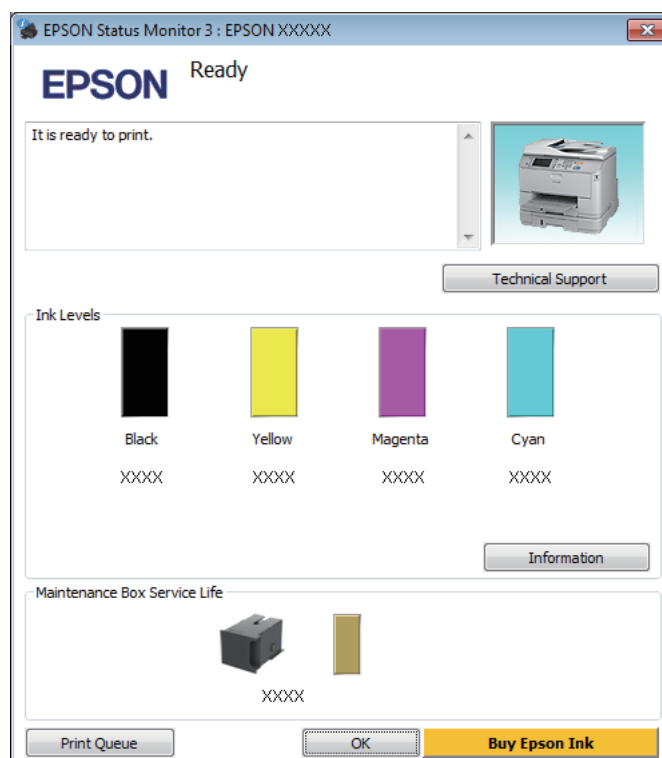 EPSON Status Monitor 3 : EPSON XXXXX
EPSON
Ready
It is ready to print.
Technical Support
Ink Levels
Black Yellow Magenta Cyan
XXXX XXXX XXXX XXXX
Information
Maintenance Box Service Life
XXXX
Print Queue OK Buy Epson Ink